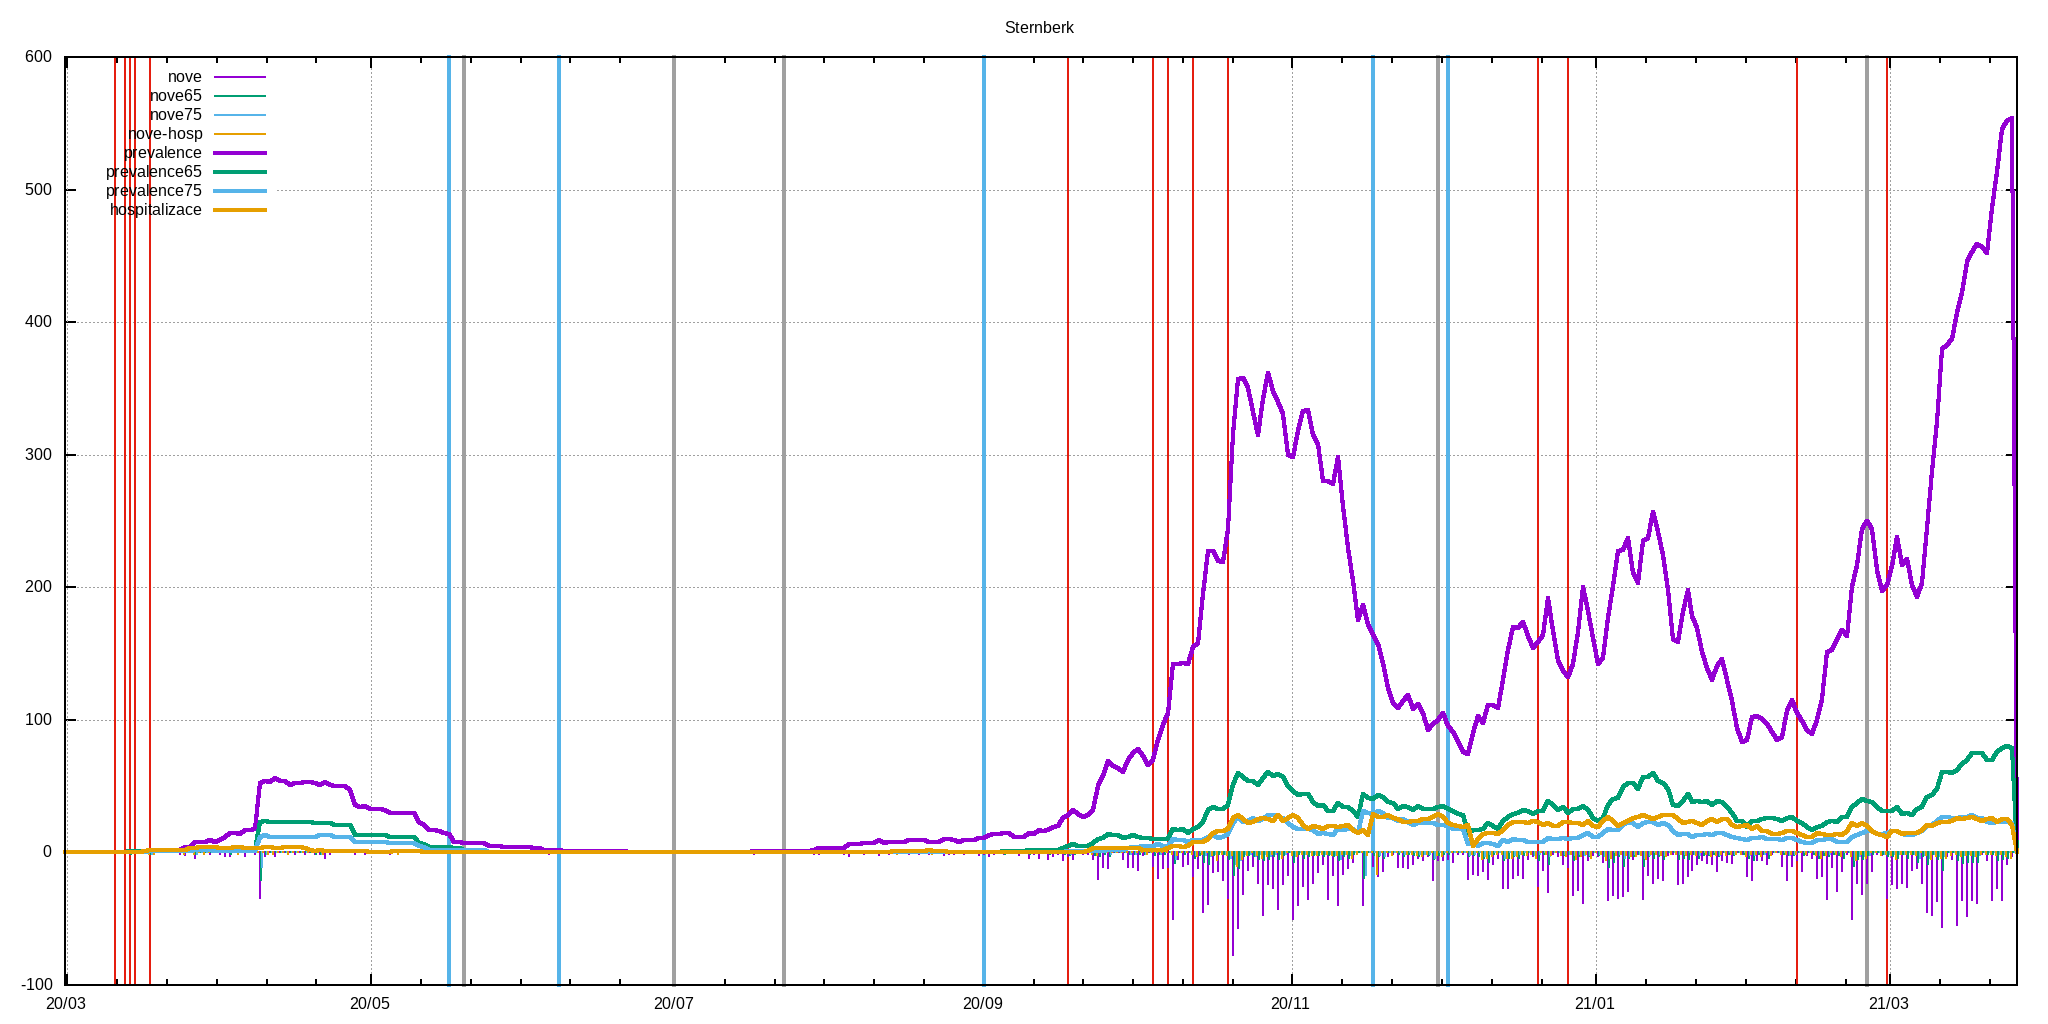 Sternberk
600
500
400
300
200
100
0
-100
nove
nove65
nove75
nove-hosp
prevalence
prevalence65
prevalence75
hospitalizace
20/03 20/05 20/07 20/09 20/11 21/01 21/03